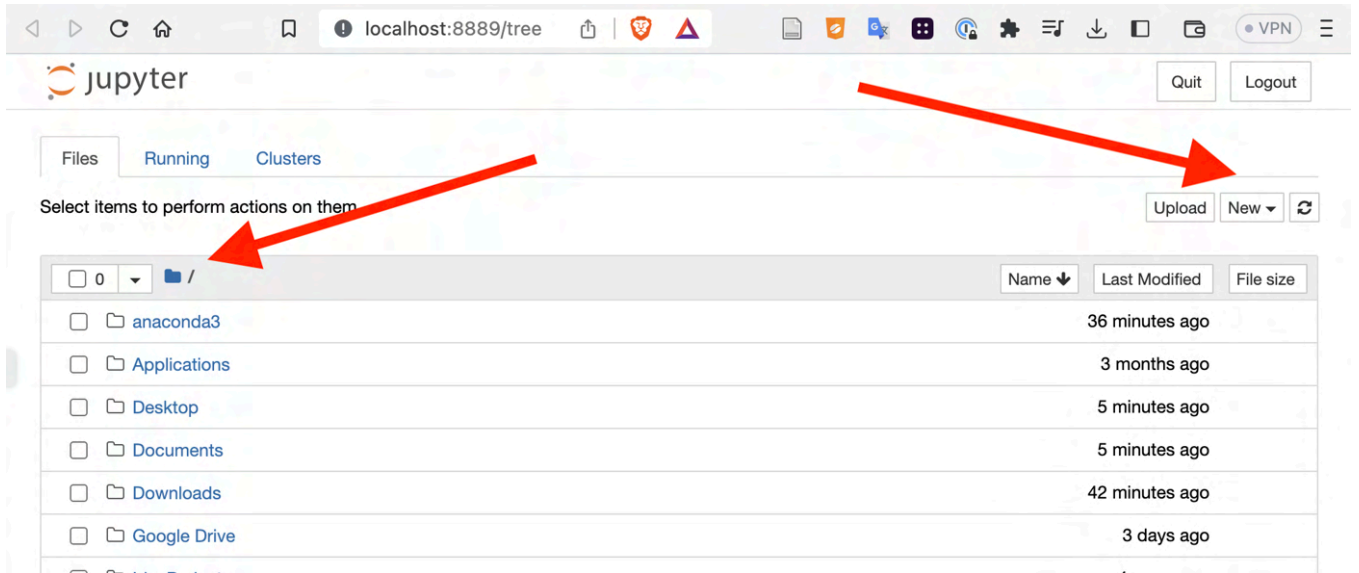 localhost:8889/tree
VPN
jupyter
Quit
Logout
Files
Running
Clusters
Select items to perform actions on them
Upload
New
0
/
Name
Last Modified
File size
anaconda3
36 minutes ago
Applications
3 months ago
Desktop
5 minutes ago
Documents
5 minutes ago
Downloads
42 minutes ago
Google Drive
3 days ago